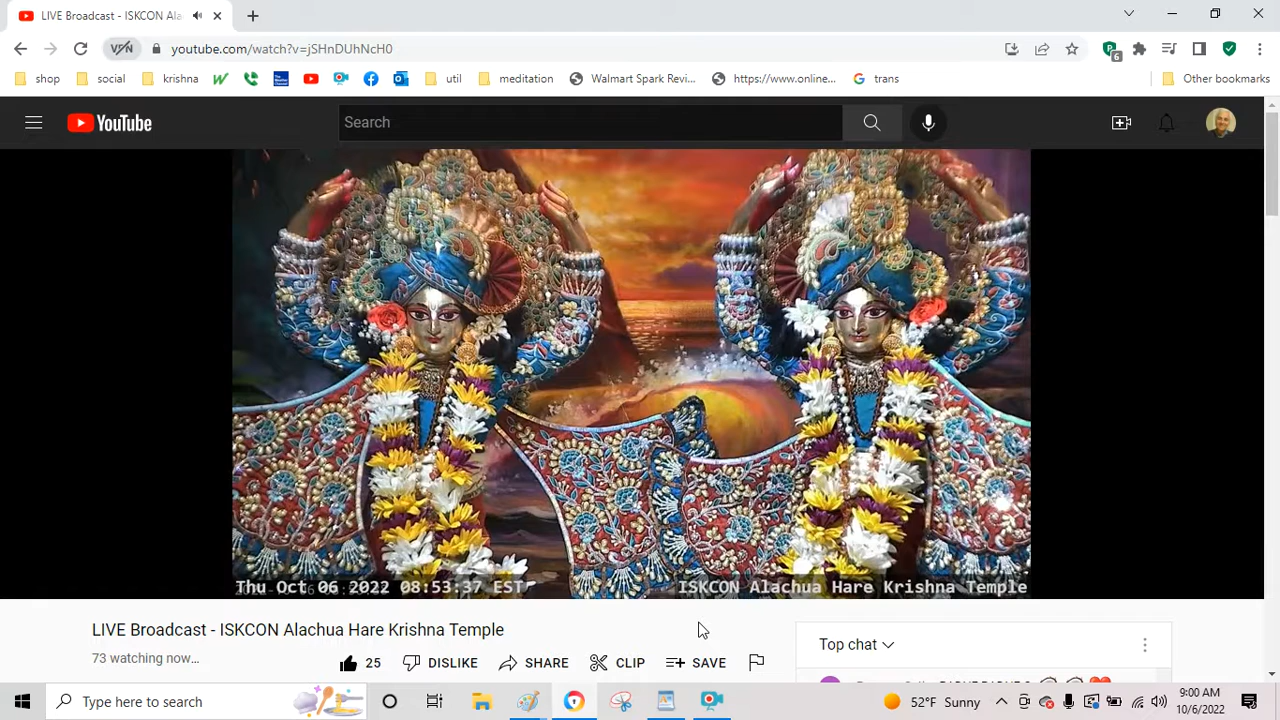 LIVE Broadcast - ISKCON Ala
youtube.com/watch?v=jSHnDUhNcH0
VPN
6
shop social krishna util meditation Walmart Spark Revi... https://www.online... trans Other bookmarks
YouTube
Search
Thu Oct 06 2022 08:53:37 EST
ISKCON Alachua Hare Krishna Temple
LIVE Broadcast - ISKCON Alachua Hare Krishna Temple
73 watching now...
25 DISLIKE SHARE CLIP SAVE
Top chat
Type here to search
52°F Sunny
9:00 AM
10/6/2022